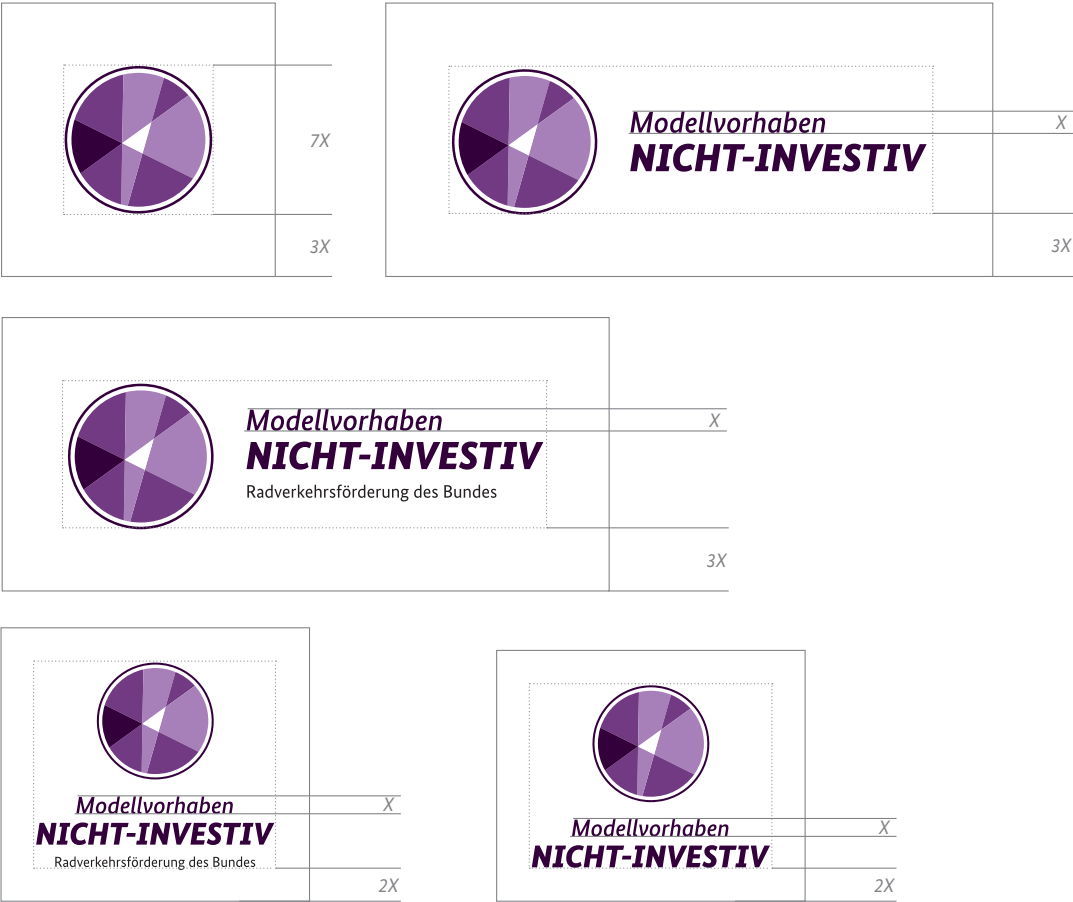 7X
3X
Modellvorhaben
X
NICHT-INVESTIV
3X
Modellvorhaben
X
NICHT-INVESTIV
Radverkehrsförderung des Bundes
3X
Modellvorhaben
X
NICHT-INVESTIV
Radverkehrsförderung des Bundes
2X
Modellvorhaben
X
NICHT-INVESTIV
2X